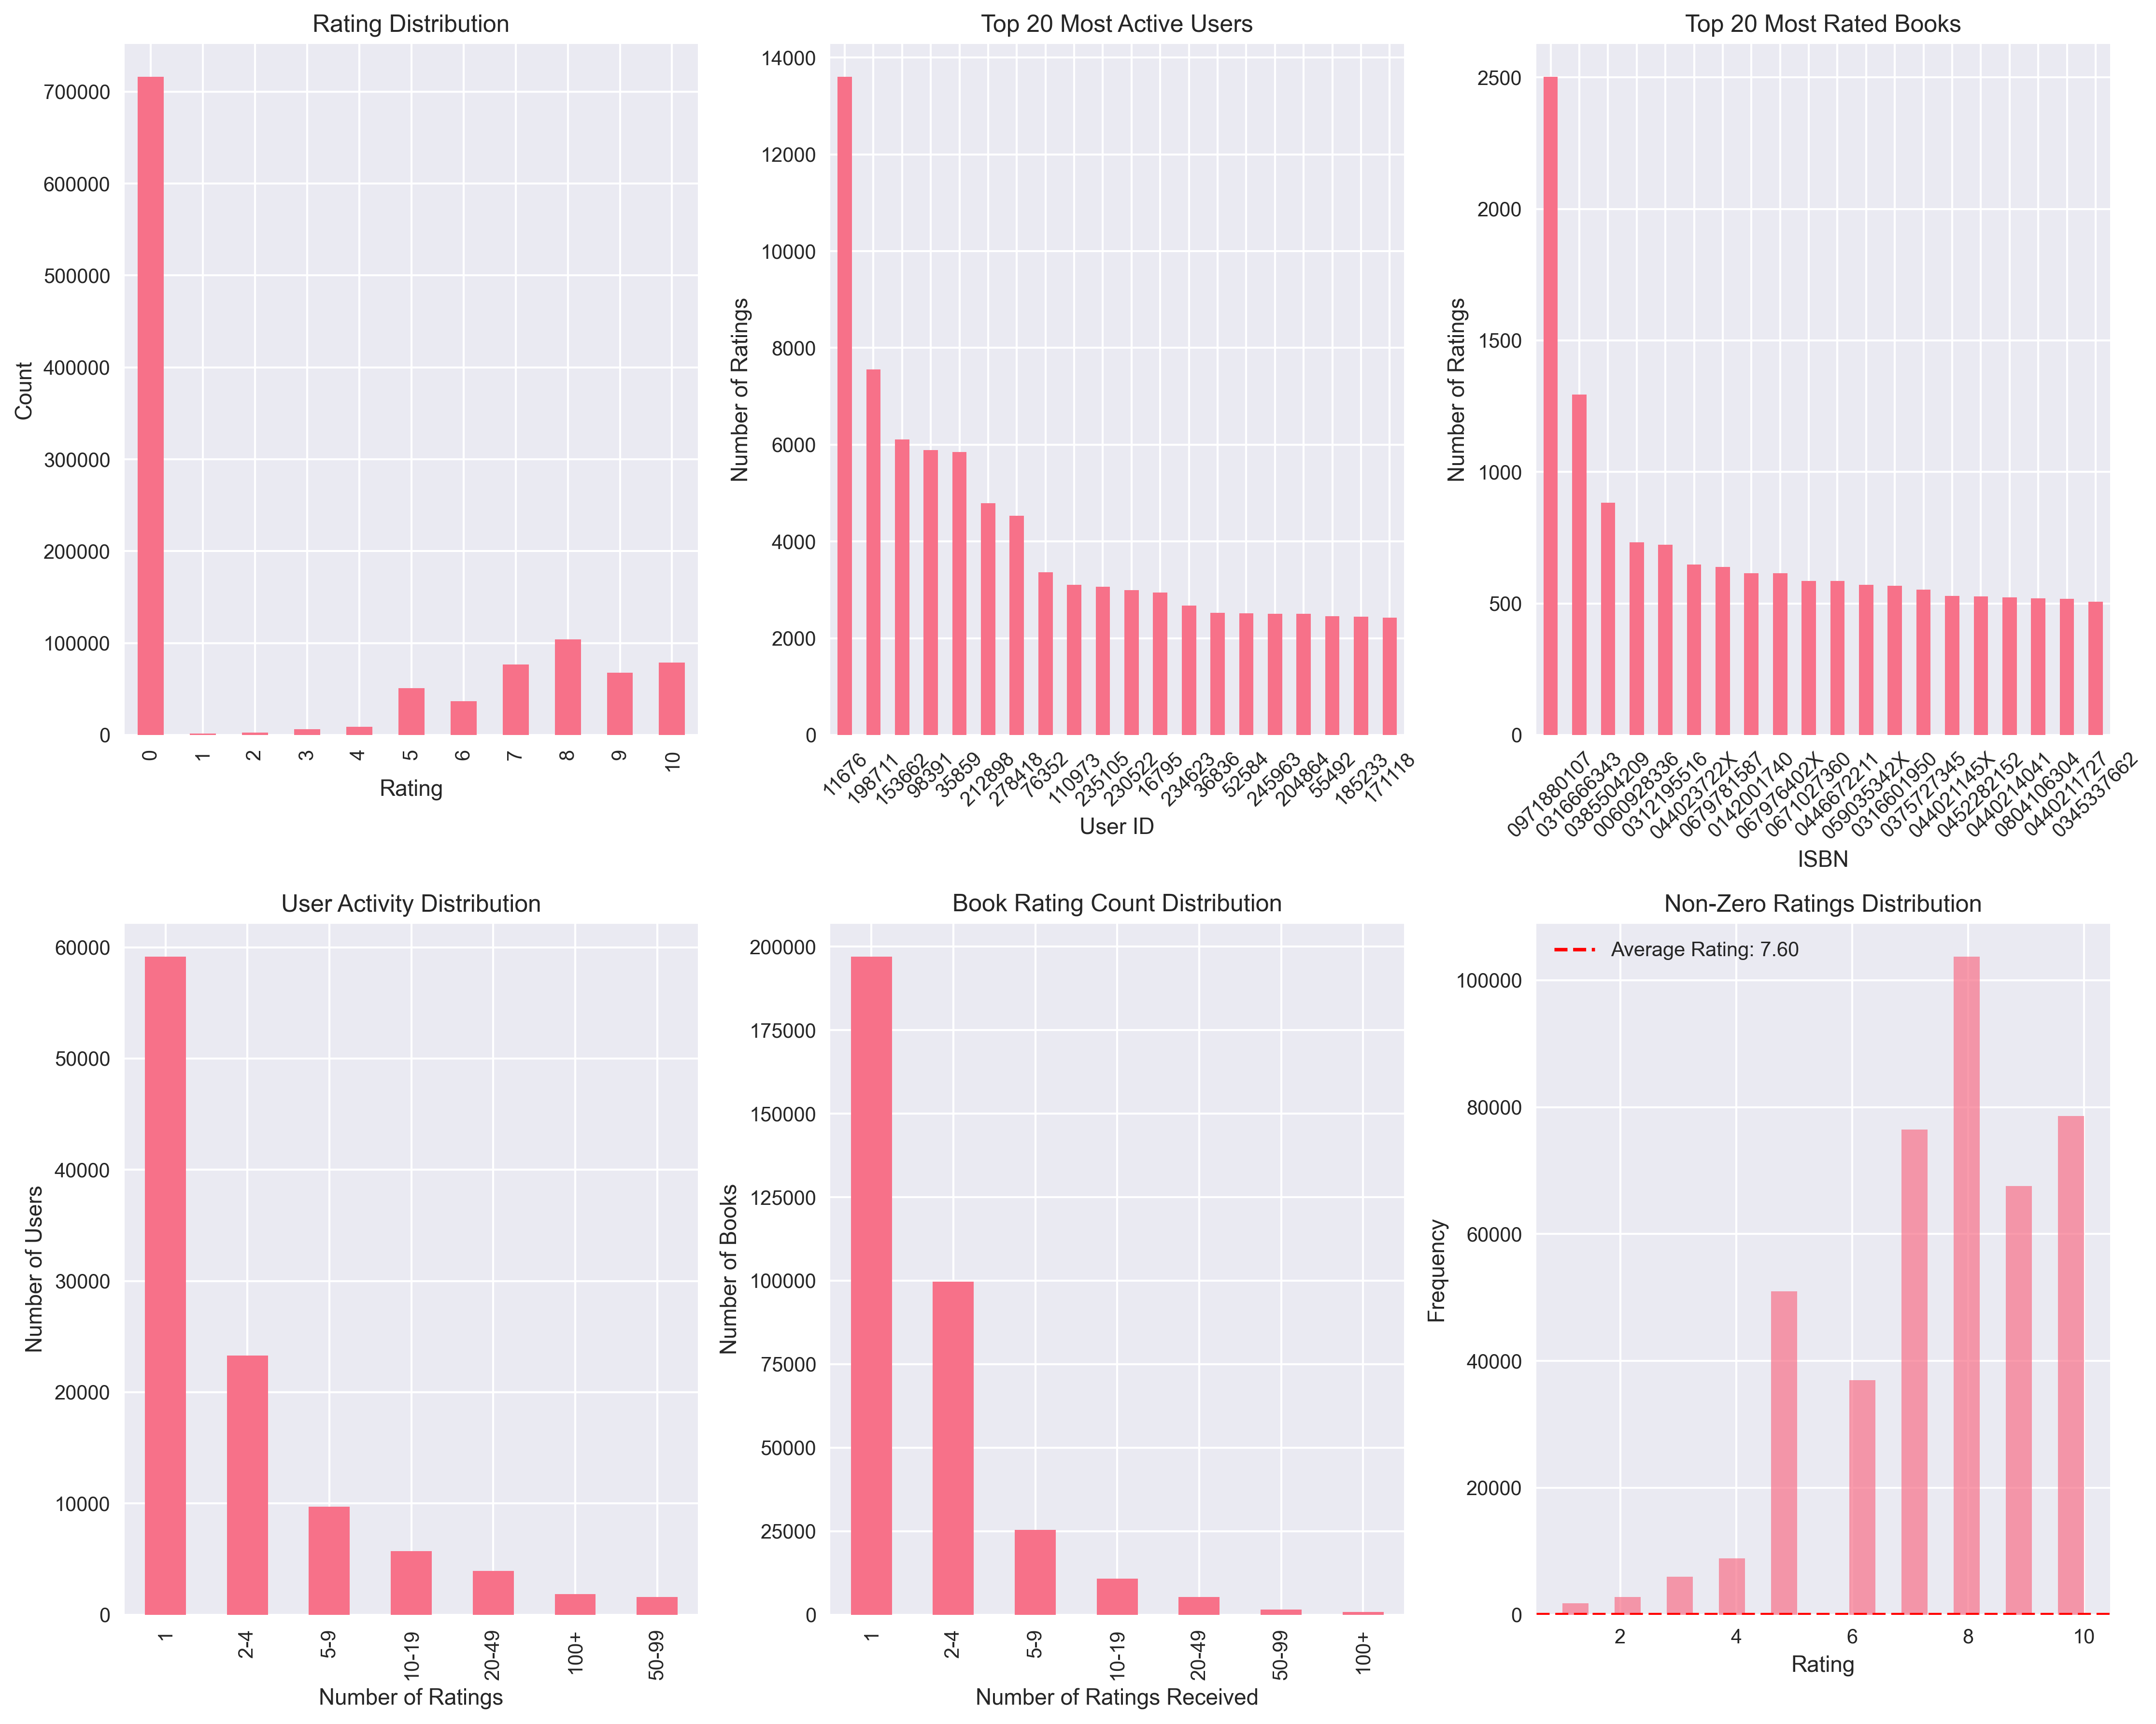 Rating Distribution
Count
700000
600000
500000
400000
300000
200000
100000
0
0 1 2 3 4 5 6 7 8 9 10
Rating
Top 20 Most Active Users
Number of Ratings
14000
12000
10000
8000
6000
4000
2000
0
11676 198711 153662 98391 35859 212898 278418 76352 110973 235105 230522 16795 234623 36836 52584 245963 204864 55492 185233 171118
User ID
Top 20 Most Rated Books
Number of Ratings
2500
2000
1500
1000
500
0
0971880107 0316666343 0385504209 0060928336 0312195516 044023722X 0679781587 0142001740 067976402X 0671027360 0446672211 059035342X 0316601950 0375727345 044021145X 0452282152 0440214041 0804106304 0440211727 0345337662
ISBN
User Activity Distribution
Number of Users
60000
50000
40000
30000
20000
10000
0
1 2-4 5-9 10-19 20-49 100+ 50-99
Number of Ratings
Book Rating Count Distribution
Number of Books
200000
175000
150000
125000
100000
75000
50000
25000
0
1 2-4 5-9 10-19 20-49 50-99 100+
Number of Ratings Received
Non-Zero Ratings Distribution
Average Rating: 7.60
Frequency
100000
80000
60000
40000
20000
0
2 4 6 8 10
Rating